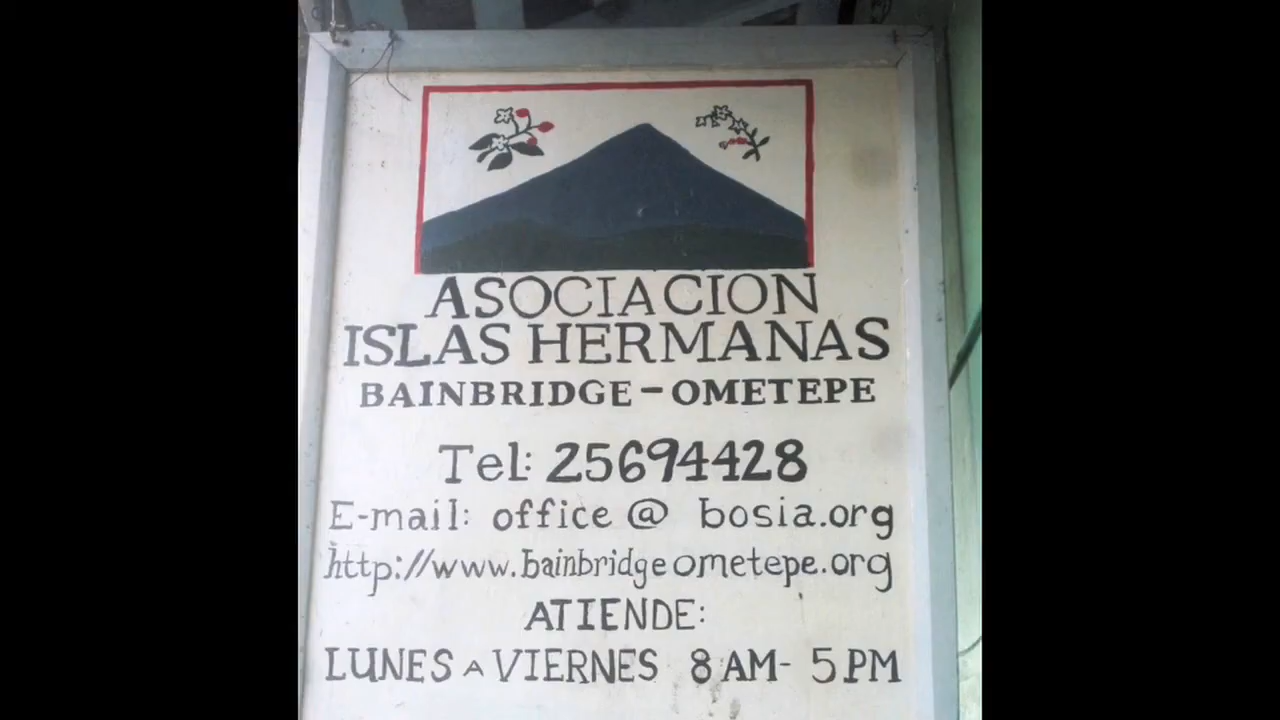 ASOCIACION
ISLAS HERMANAS
BAINBRIDGE-OMETEPE
Tel: 25694428
E-mail: office@ bosia.org
http://www.bainbridgeometepe.org
ATIENDE:
LUNES A VIERNES 8 AM- 5 PM